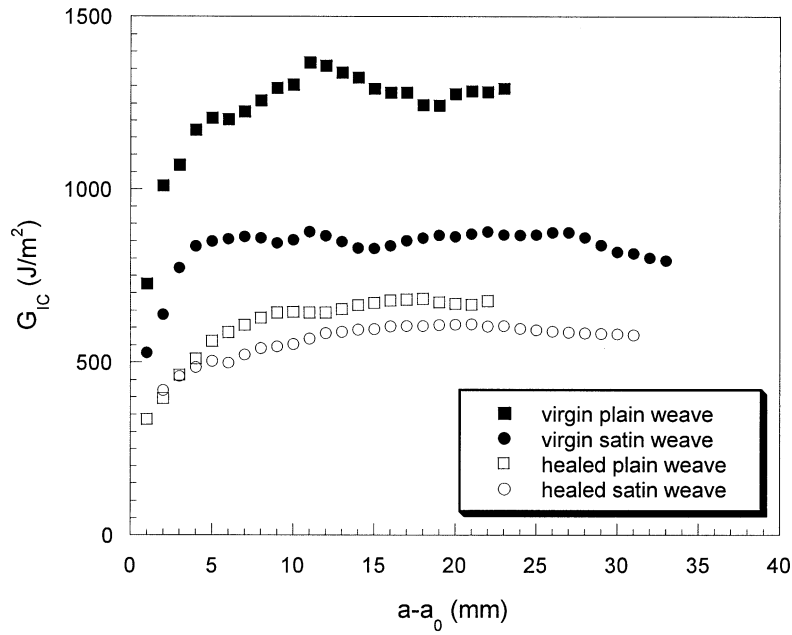 1500
1000
500
0
G_IC (J/m²)
0 5 10 15 20 25 30 35 40
a-a₀ (mm)
virgin plain weave
virgin satin weave
healed plain weave
healed satin weave